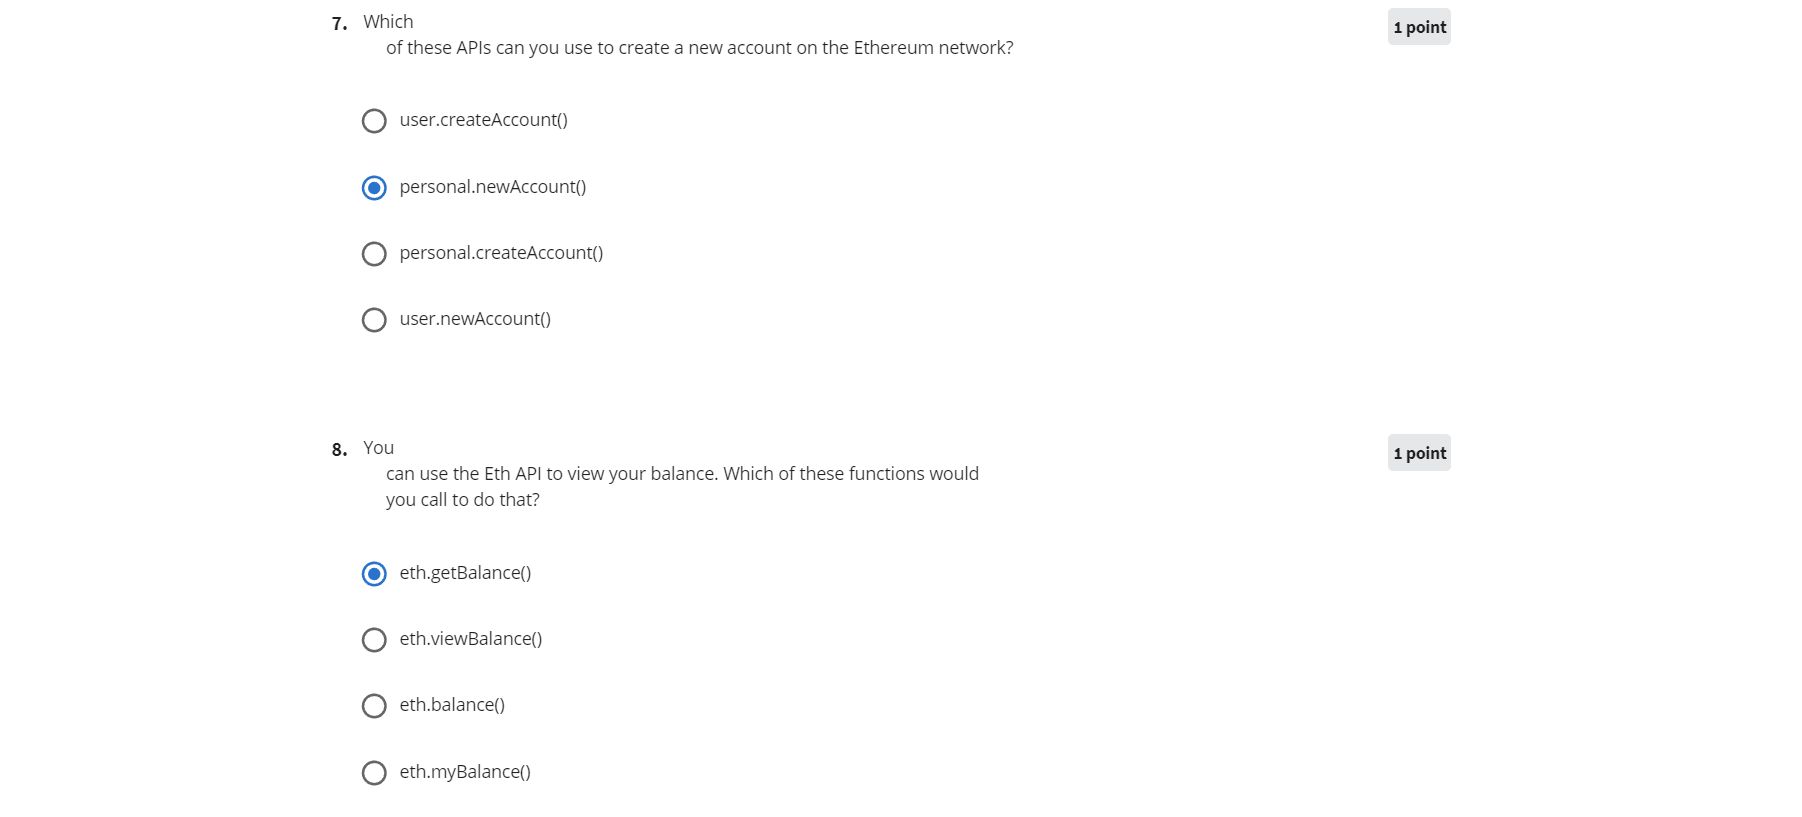 7. Which
1 point
of these APIs can you use to create a new account on the Ethereum network?
user.createAccount()
personal.newAccount()
personal.createAccount()
user.newAccount()
8. You
1 point
can use the Eth API to view your balance. Which of these functions would
you call to do that?
eth.getBalance()
eth.viewBalance()
eth.balance()
eth.myBalance()